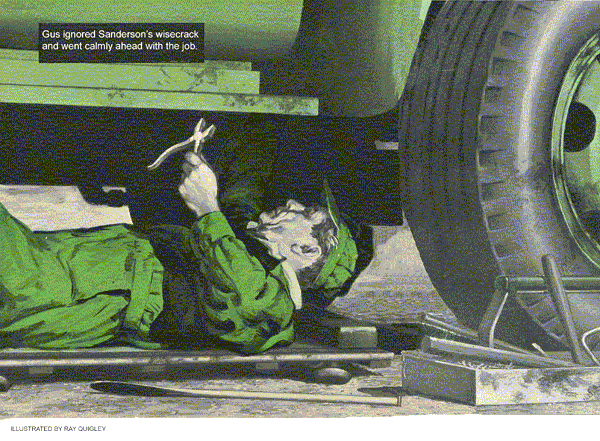 Gus ignored Sanderson's wisecrack
and went calmly ahead with the job.
ILLUSTRATED BY RAY QUIGLEY